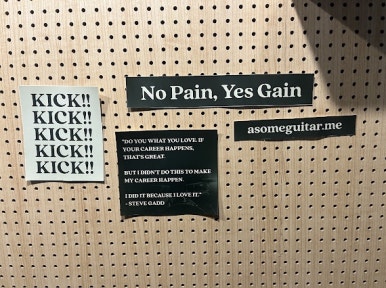 KICK!!
KICK!!
KICK!!
KICK!!
KICK!!
No Pain, Yes Gain
asomeguitar.me
"DO YOU WHAT YOU LOVE. IF
YOUR CAREER HAPPENS,
THAT'S GREAT.
BUT I DIDN'T DO THIS TO MAKE
MY CAREER HAPPEN.
I DID IT BECAUSE I LOVE IT."
- STEVE GADD